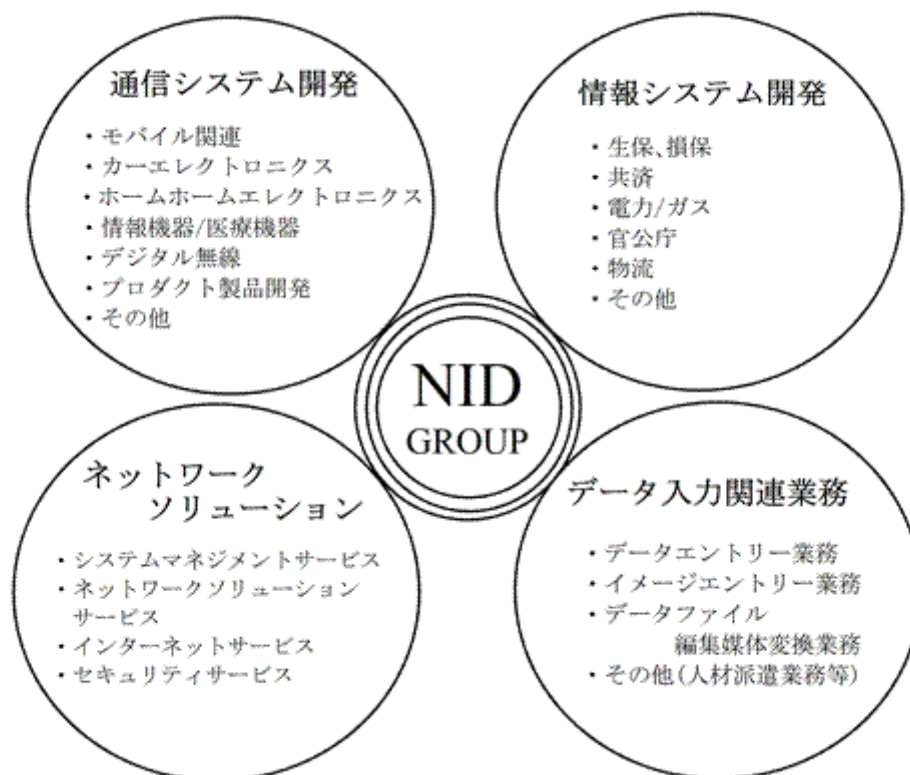 通信システム開発
・モバイル関連
・カーエレクトロニクス
・ホームホームエレクトロニクス
・情報機器/医療機器
・デジタル無線
・プロダクト製品開発
・その他
情報システム開発
・生保、損保
・共済
・電力/ガス
・官公庁
・物流
・その他
NID
GROUP
ネットワーク
ソリューション
・システムマネジメントサービス
・ネットワークソリューション
サービス
・インターネットサービス
・セキュリティサービス
データ入力関連業務
・データエントリー業務
・イメージエントリー業務
・データファイル
編集媒体変換業務
・その他(人材派遣業務等)